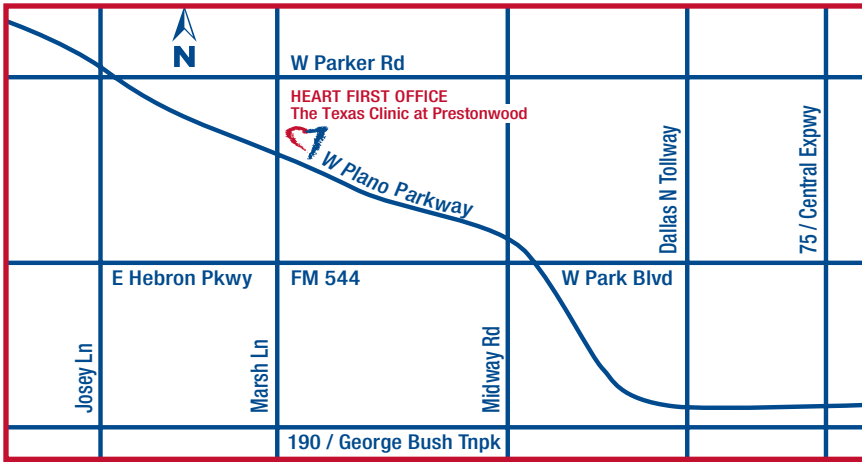 N
W Parker Rd
HEART FIRST OFFICE
The Texas Clinic at Prestonwood
W Plano Parkway
Dallas N Tollway
75 / Central Expwy
E Hebron Pkwy
FM 544
W Park Blvd
Josey Ln
Marsh Ln
Midway Rd
190 / George Bush Tnpk